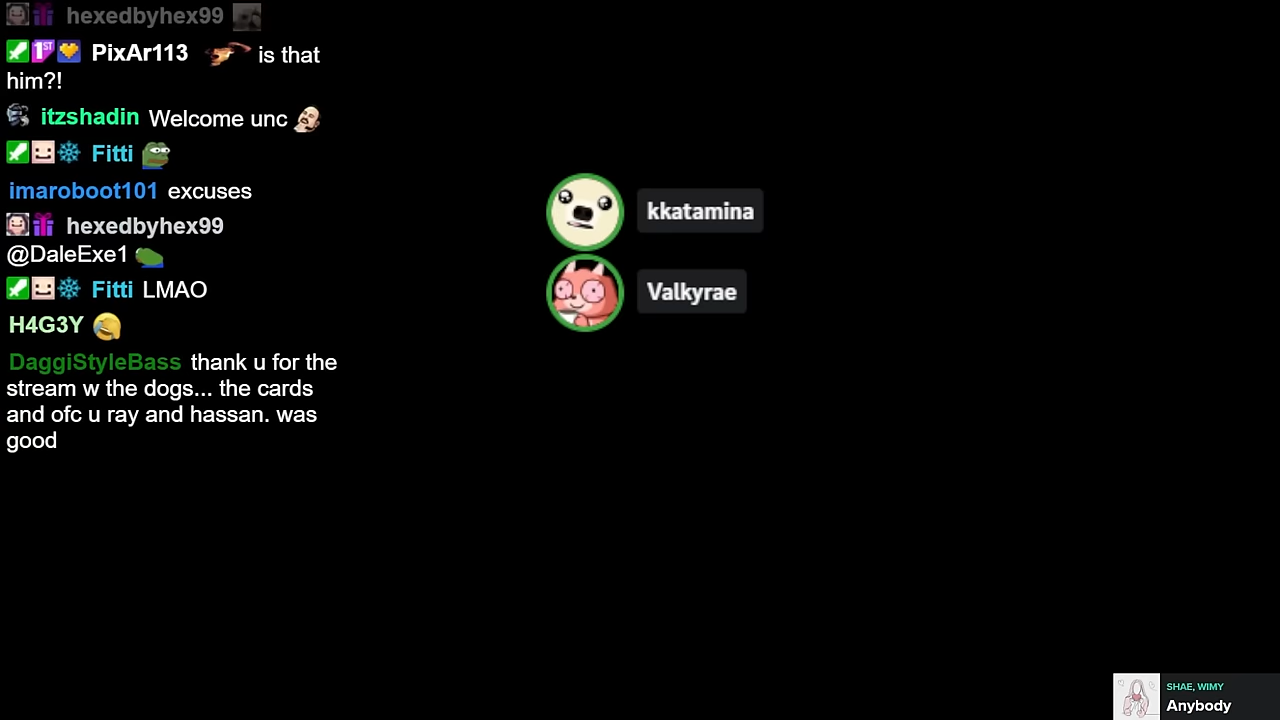 hexedbyhex99
1ST PixAr113 is that
him?!
itzshadin Welcome unc
Fitti
imaroboot101 excuses
hexedbyhex99
@DaleExe1
Fitti LMAO
H4G3Y
DaggiStyleBass thank u for the
stream w the dogs... the cards
and ofc u ray and hassan. was
good
kkatamina
Valkyrae
SHAE, WIMY
Anybody